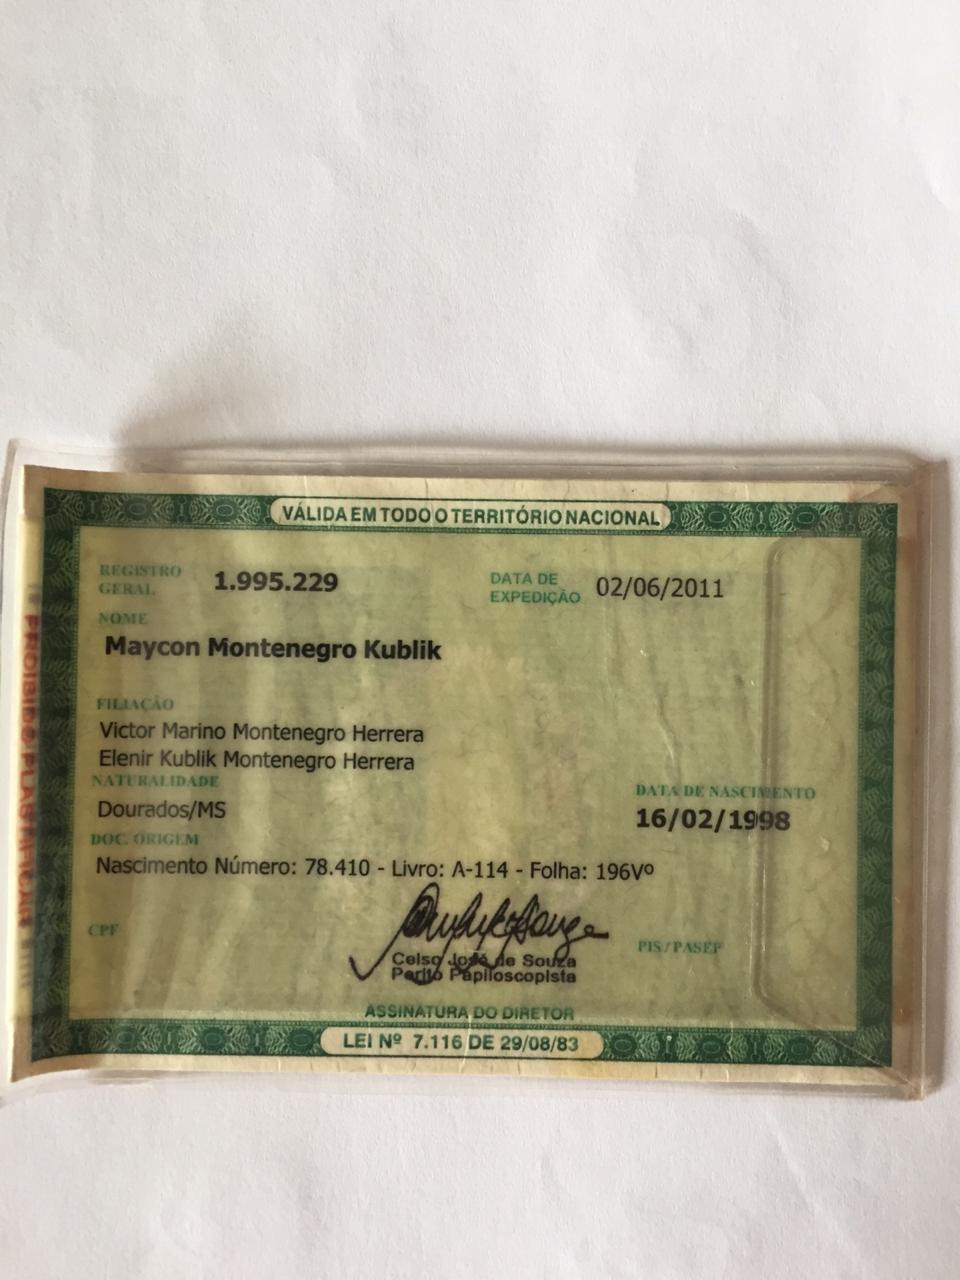 VÁLIDA EM TODO O TERRITÓRIO NACIONAL
REGISTRO GERAL 1.995.229 DATA DE EXPEDIÇÃO 02/06/2011
NOME
Maycon Montenegro Kublik
FILIAÇÃO
Victor Marino Montenegro Herrera
Elenir Kublik Montenegro Herrera
NATURALIDADE
Dourados/MS
DATA DE NASCIMENTO
16/02/1998
DOC. ORIGEM
Nascimento Número: 78.410 - Livro: A-114 - Folha: 196Vº
CPF
PIS / PASEP
Celso José de Souza
Perito Papiloscopista
ASSINATURA DO DIRETOR
LEI Nº 7.116 DE 29/08/83
PROIBIDO PLASTIFICAR